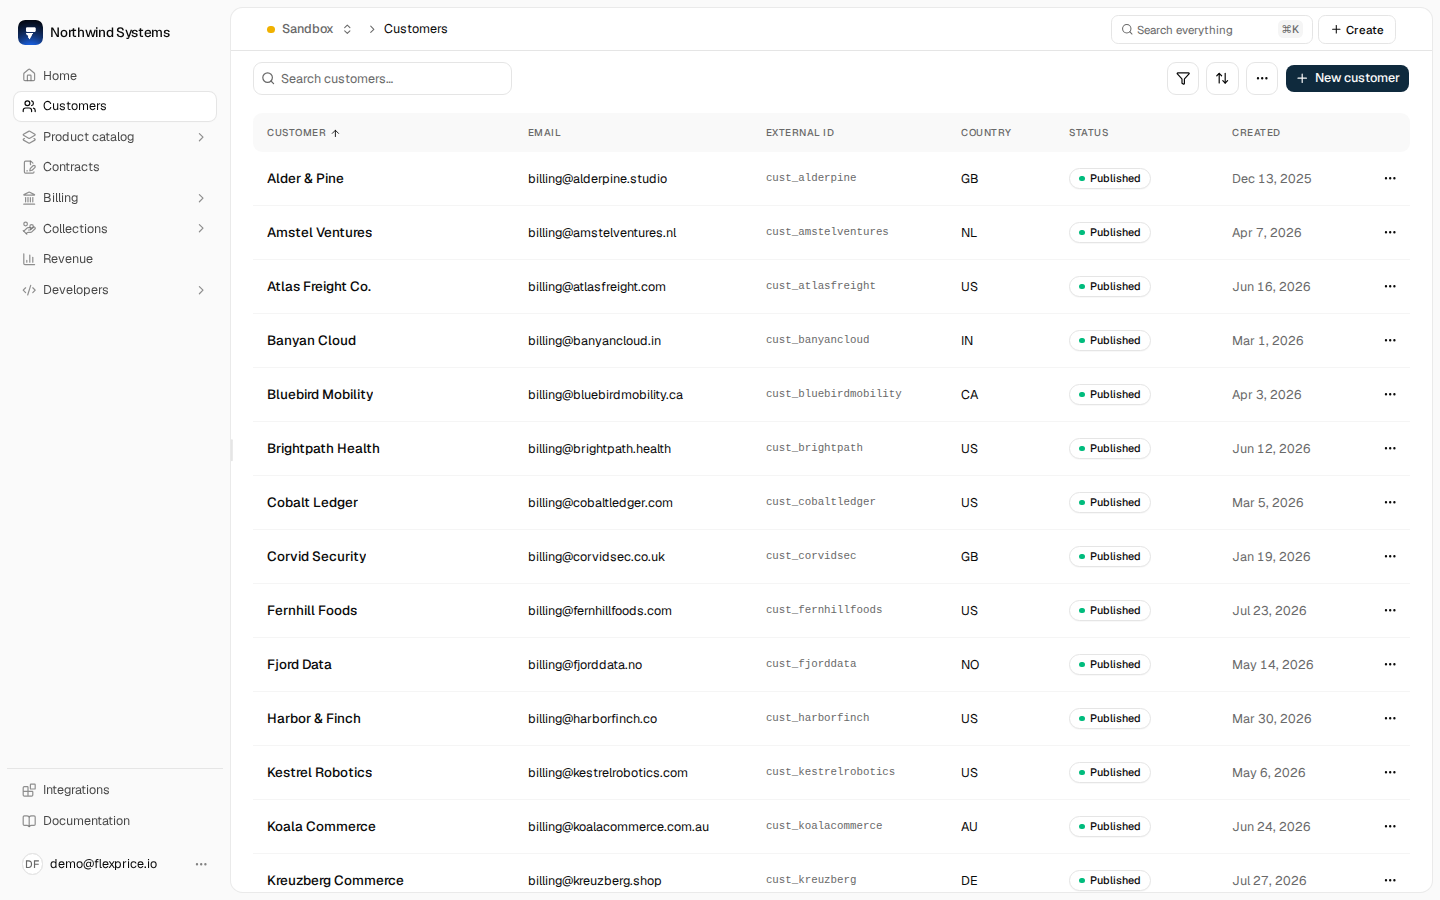 Northwind Systems
Home
Customers
Product catalog
Contracts
Billing
Collections
Revenue
Developers
Integrations
Documentation
DF demo@flexprice.io
Sandbox Customers
Search everything ⌘K
Create
Search customers…
New customer
CUSTOMER EMAIL EXTERNAL ID COUNTRY STATUS CREATED
Alder & Pine billing@alderpine.studio cust_alderpine GB Published Dec 13, 2025
Amstel Ventures billing@amstelventures.nl cust_amstelventures NL Published Apr 7, 2026
Atlas Freight Co. billing@atlasfreight.com cust_atlasfreight US Published Jun 16, 2026
Banyan Cloud billing@banyancloud.in cust_banyancloud IN Published Mar 1, 2026
Bluebird Mobility billing@bluebirdmobility.ca cust_bluebirdmobility CA Published Apr 3, 2026
Brightpath Health billing@brightpath.health cust_brightpath US Published Jun 12, 2026
Cobalt Ledger billing@cobaltledger.com cust_cobaltledger US Published Mar 5, 2026
Corvid Security billing@corvidsec.co.uk cust_corvidsec GB Published Jan 19, 2026
Fernhill Foods billing@fernhillfoods.com cust_fernhillfoods US Published Jul 23, 2026
Fjord Data billing@fjorddata.no cust_fjorddata NO Published May 14, 2026
Harbor & Finch billing@harborfinch.co cust_harborfinch US Published Mar 30, 2026
Kestrel Robotics billing@kestrelrobotics.com cust_kestrelrobotics US Published May 6, 2026
Koala Commerce billing@koalacommerce.com.au cust_koalacommerce AU Published Jun 24, 2026
Kreuzberg Commerce billing@kreuzberg.shop cust_kreuzberg DE Published Jul 27, 2026